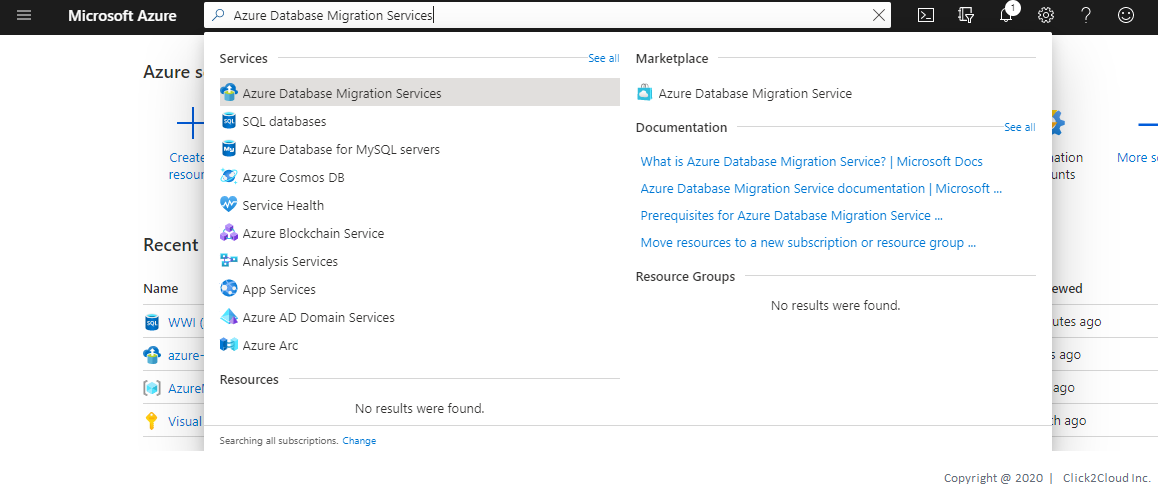 Microsoft Azure
Azure Database Migration Services
1
Azure s
Create
resour
Recent
Name
WWI (
azure-
AzureM
Visual
Services
See all
Azure Database Migration Services
SQL databases
Azure Database for MySQL servers
Azure Cosmos DB
Service Health
Azure Blockchain Service
Analysis Services
App Services
Azure AD Domain Services
Azure Arc
Resources
No results were found.
Searching all subscriptions. Change
Marketplace
Azure Database Migration Service
Documentation
See all
What is Azure Database Migration Service? | Microsoft Docs
Azure Database Migration Service documentation | Microsoft ...
Prerequisites for Azure Database Migration Service ...
Move resources to a new subscription or resource group ...
Resource Groups
No results were found.
mation
unts
More se
ewed
utes ago
s ago
ago
th ago
Copyright @ 2020 | Click2Cloud Inc.